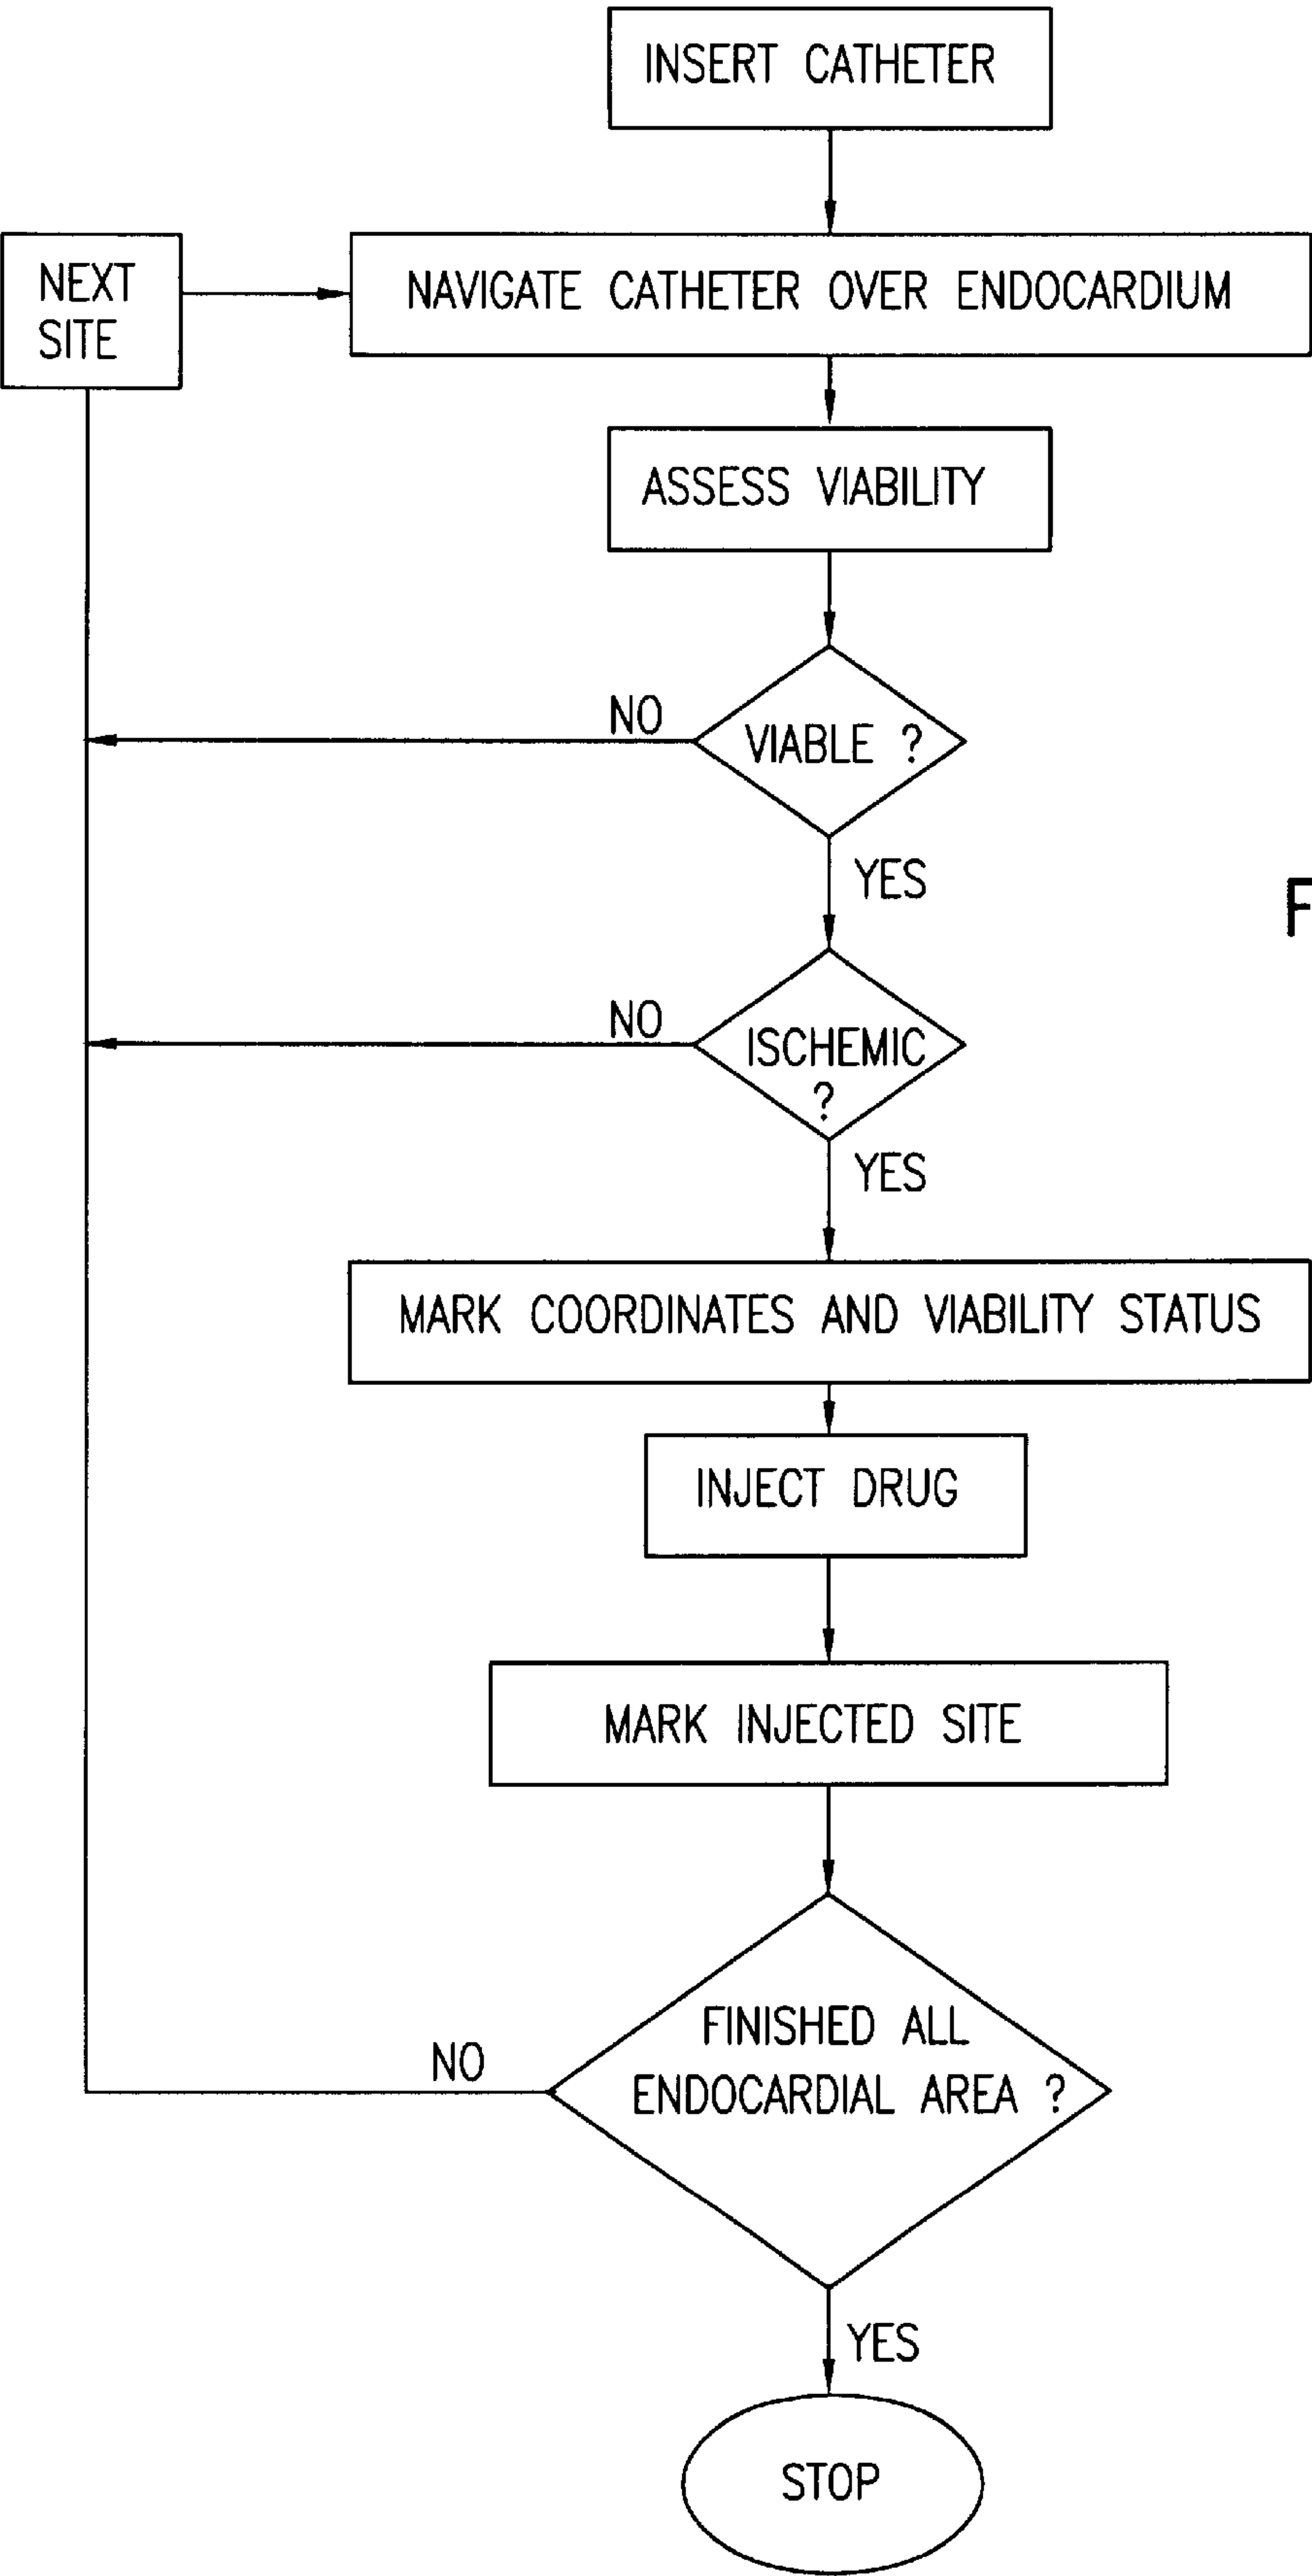 INSERT CATHETER
NEXT
SITE
NAVIGATE CATHETER OVER ENDOCARDIUM
ASSESS VIABILITY
NO
VIABLE ?
YES
F
NO
ISCHEMIC
?
YES
MARK COORDINATES AND VIABILITY STATUS
INJECT DRUG
MARK INJECTED SITE
FINISHED ALL
NO
ENDOCARDIAL AREA ?
YES
STOP